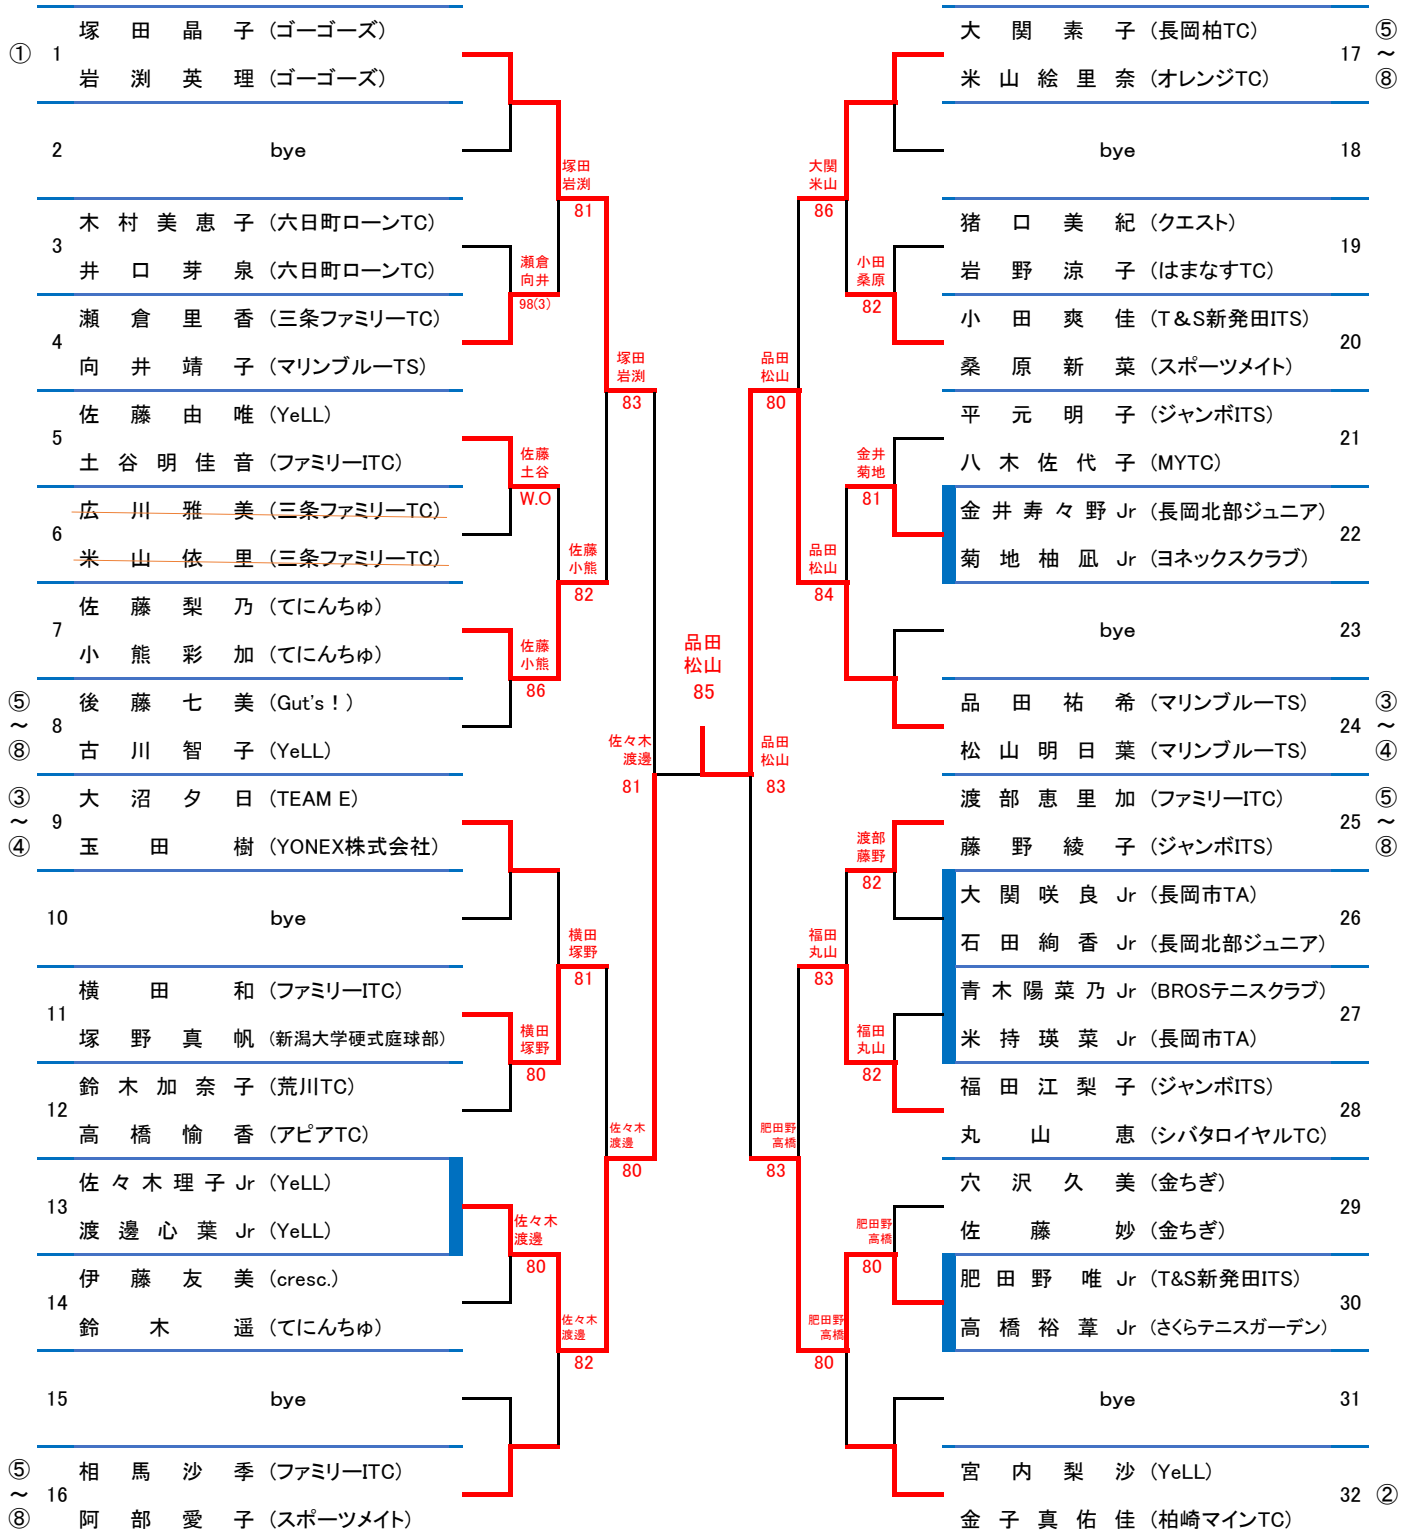 ① 1 塚田晶子 (ゴーゴーズ)
岩渕英理 (ゴーゴーズ)
2 bye
3 木村美恵子 (六日町ローンTC)
井口芽泉 (六日町ローンTC)
4 瀬倉里香 (三条ファミリーTC)
向井靖子 (マリンブルーTS)
5 佐藤由唯 (YeLL)
土谷明佳音 (ファミリーITC)
6 広川雅美 (三条ファミリーTC)
米山依里 (三条ファミリーTC)
7 佐藤梨乃 (てにんちゅ)
小熊彩加 (てにんちゅ)
⑤～⑧ 8 後藤七美 (Gut's！)
古川智子 (YeLL)
③～④ 9 大沼夕日 (TEAM E)
玉田樹 (YONEX株式会社)
10 bye
11 横田和 (ファミリーITC)
塚野真帆 (新潟大学硬式庭球部)
12 鈴木加奈子 (荒川TC)
高橋愉香 (アピアTC)
13 佐々木理子 Jr (YeLL)
渡邊心葉 Jr (YeLL)
14 伊藤友美 (cresc.)
鈴木遥 (てにんちゅ)
15 bye
⑤～⑧ 16 相馬沙季 (ファミリーITC)
阿部愛子 (スポーツメイト)
瀬倉
向井
98(3)
佐藤
土谷
W.O
佐藤
小熊
86
横田
塚野
80
佐々木
渡邊
80
塚田
岩渕
81
佐藤
小熊
82
横田
塚野
81
佐々木
渡邊
82
塚田
岩渕
83
佐々木
渡邊
80
佐々木
渡邊
81
品田
松山
85
品田
松山
83
品田
松山
80
肥田野
高橋
83
大関
米山
86
品田
松山
84
福田
丸山
83
肥田野
高橋
80
小田
桑原
82
金井
菊地
81
渡部
藤野
82
福田
丸山
82
肥田野
高橋
80
大関素子 (長岡柏TC) 17 ⑤～⑧
米山絵里奈 (オレンジTC)
bye 18
猪口美紀 (クエスト) 19
岩野涼子 (はまなすTC)
小田爽佳 (T＆S新発田ITS) 20
桑原新菜 (スポーツメイト)
平元明子 (ジャンボITS) 21
八木佐代子 (MYTC)
金井寿々野 Jr (長岡北部ジュニア) 22
菊地柚凪 Jr (ヨネックスクラブ)
bye 23
品田祐希 (マリンブルーTS) 24 ③～④
松山明日葉 (マリンブルーTS)
渡部恵里加 (ファミリーITC) 25 ⑤～⑧
藤野綾子 (ジャンボITS)
大関咲良 Jr (長岡市TA) 26
石田絢香 Jr (長岡北部ジュニア)
青木陽菜乃 Jr (BROSテニスクラブ) 27
米持瑛菜 Jr (長岡市TA)
福田江梨子 (ジャンボITS) 28
丸山恵 (シバタロイヤルTC)
穴沢久美 (金ちぎ) 29
佐藤妙 (金ちぎ)
肥田野唯 Jr (T&S新発田ITS) 30
高橋裕葦 Jr (さくらテニスガーデン)
bye 31
宮内梨沙 (YeLL) 32 ②
金子真佑佳 (柏崎マインTC)